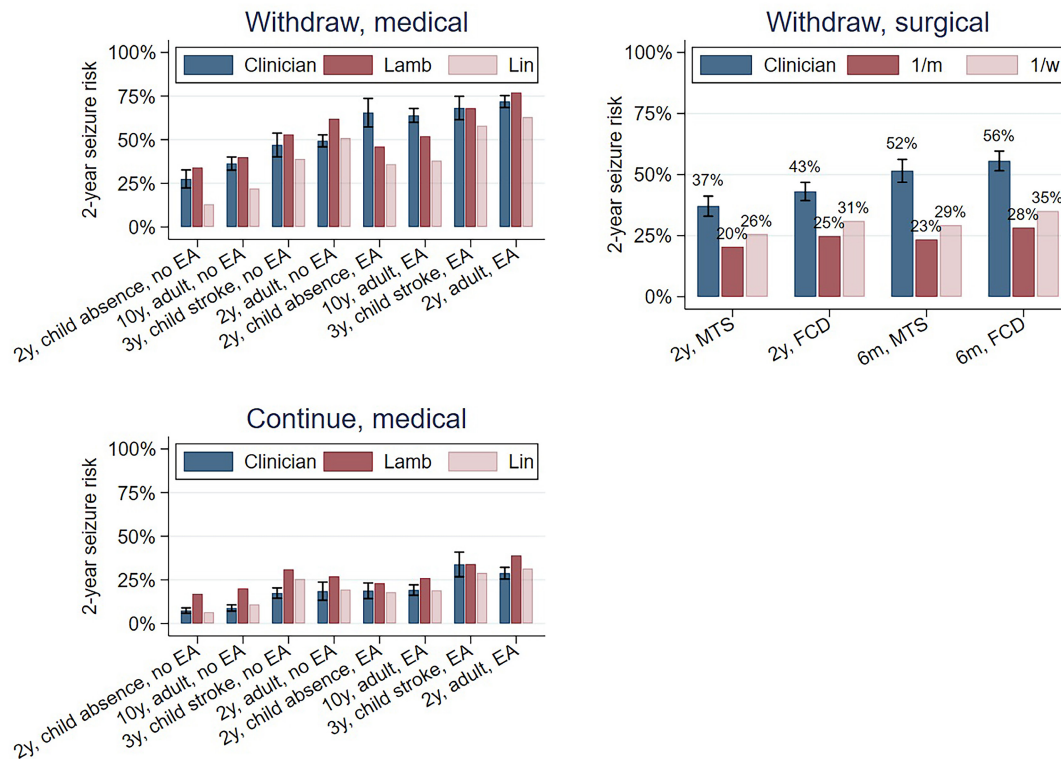 Withdraw, medical
100%
75%
50%
25%
0%
2-year seizure risk
Clinician Lamb Lin
2y, child absence, no EA
10y, adult, no EA
3y, child stroke, no EA
2y, adult, no EA
2y, child absence, EA
10y, adult, EA
3y, child stroke, EA
2y, adult, EA
Withdraw, surgical
100%
75%
50%
25%
0%
2-year seizure risk
Clinician 1/m 1/w
37%
20%
26%
43%
25%
31%
52%
23%
29%
56%
28%
35%
2y, MTS
2y, FCD
6m, MTS
6m, FCD
Continue, medical
100%
75%
50%
25%
0%
2-year seizure risk
Clinician Lamb Lin
2y, child absence, no EA
10y, adult, no EA
3y, child stroke, no EA
2y, adult, no EA
2y, child absence, EA
10y, adult, EA
3y, child stroke, EA
2y, adult, EA